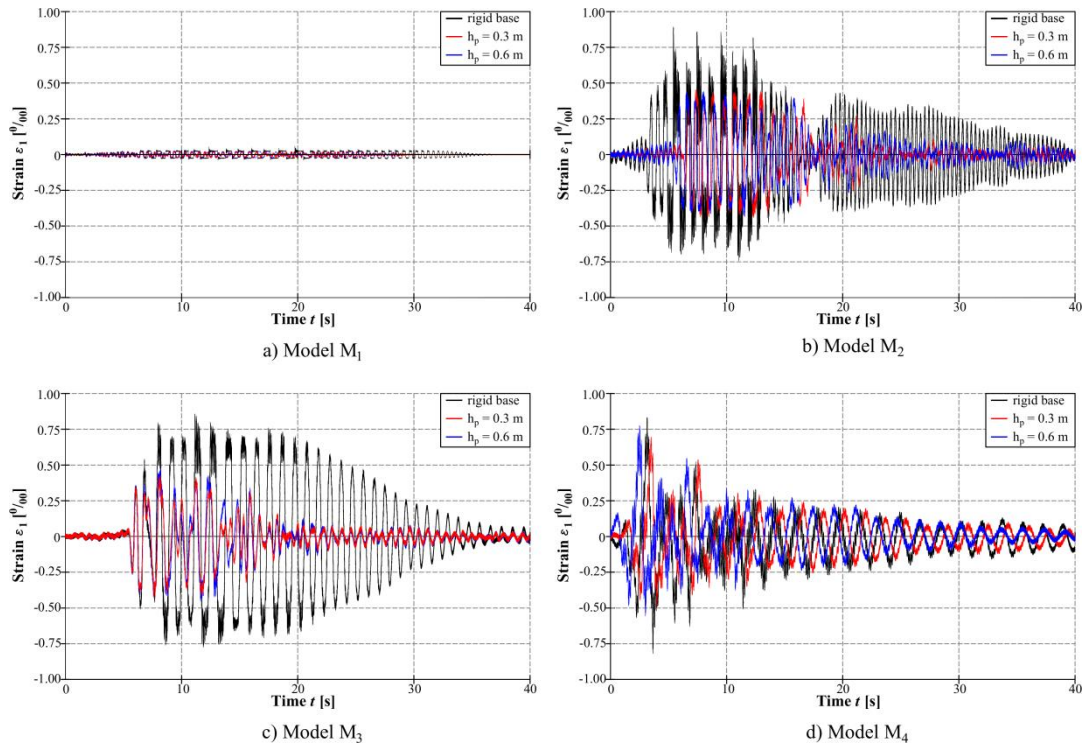 1.00
0.75
0.50
0.25
0
-0.25
-0.50
-0.75
-1.00
Strain ε₁ [⁰/₀₀]
rigid base
hₚ = 0.3 m
hₚ = 0.6 m
0 10 20 30 40
Time t [s]
a) Model M₁
1.00
0.75
0.50
0.25
0
-0.25
-0.50
-0.75
-1.00
Strain ε₁ [⁰/₀₀]
rigid base
hₚ = 0.3 m
hₚ = 0.6 m
0 10 20 30 40
Time t [s]
b) Model M₂
1.00
0.75
0.50
0.25
0
-0.25
-0.50
-0.75
-1.00
Strain ε₁ [⁰/₀₀]
rigid base
hₚ = 0.3 m
hₚ = 0.6 m
0 10 20 30 40
Time t [s]
c) Model M₃
1.00
0.75
0.50
0.25
0
-0.25
-0.50
-0.75
-1.00
Strain ε₁ [⁰/₀₀]
rigid base
hₚ = 0.3 m
hₚ = 0.6 m
0 10 20 30 40
Time t [s]
d) Model M₄